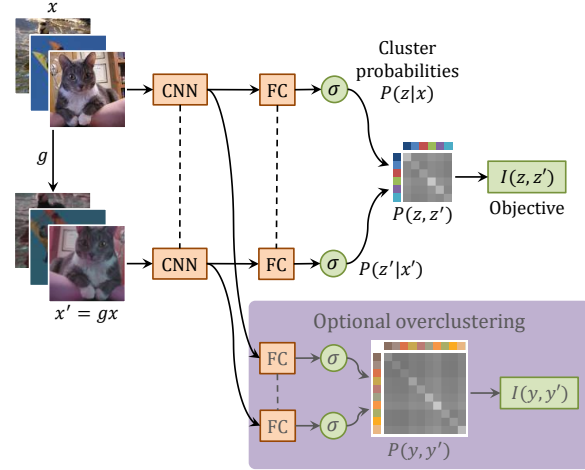 x
Cluster
probabilities
P(z|x)
CNN
FC
σ
g
P(z, z′)
I(z, z′)
Objective
CNN
FC
σ
P(z′|x′)
x′ = gx
Optional overclustering
FC
σ
I(y, y′)
FC
σ
P(y, y′)